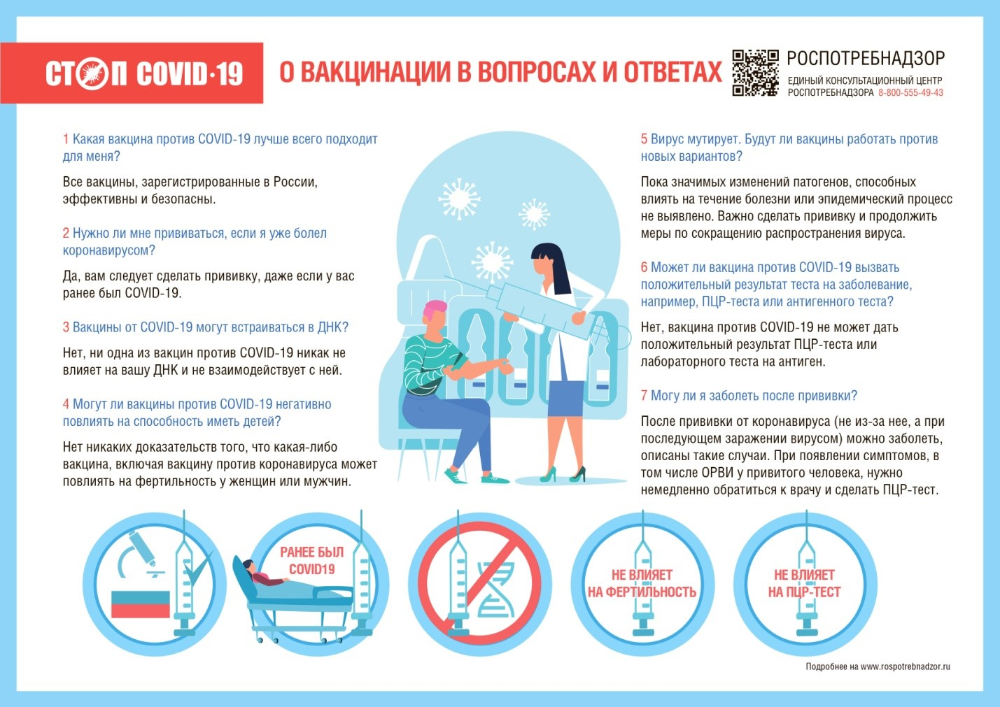 СТОП COVID·19
О ВАКЦИНАЦИИ В ВОПРОСАХ И ОТВЕТАХ
РОСПОТРЕБНАДЗОР
ЕДИНЫЙ КОНСУЛЬТАЦИОННЫЙ ЦЕНТР
РОСПОТРЕБНАДЗОРА 8-800-555-49-43
1 Какая вакцина против COVID-19 лучше всего подходит
для меня?
Все вакцины, зарегистрированные в России,
эффективны и безопасны.
2 Нужно ли мне прививаться, если я уже болел
коронавирусом?
Да, вам следует сделать прививку, даже если у вас
ранее был COVID-19.
3 Вакцины от COVID-19 могут встраиваться в ДНК?
Нет, ни одна из вакцин против COVID-19 никак не
влияет на вашу ДНК и не взаимодействует с ней.
4 Могут ли вакцины против COVID-19 негативно
повлиять на способность иметь детей?
Нет никаких доказательств того, что какая-либо
вакцина, включая вакцину против коронавируса может
повлиять на фертильность у женщин или мужчин.
5 Вирус мутирует. Будут ли вакцины работать против
новых вариантов?
Пока значимых изменений патогенов, способных
влиять на течение болезни или эпидемический процесс
не выявлено. Важно сделать прививку и продолжить
меры по сокращению распространения вируса.
6 Может ли вакцина против COVID-19 вызвать
положительный результат теста на заболевание,
например, ПЦР-теста или антигенного теста?
Нет, вакцина против COVID-19 не может дать
положительный результат ПЦР-теста или
лабораторного теста на антиген.
7 Могу ли я заболеть после прививки?
После прививки от коронавируса (не из-за нее, а при
последующем заражении вирусом) можно заболеть,
описаны такие случаи. При появлении симптомов, в
том числе ОРВИ у привитого человека, нужно
немедленно обратиться к врачу и сделать ПЦР-тест.
РАНЕЕ БЫЛ
COVID19
НЕ ВЛИЯЕТ
НА ФЕРТИЛЬНОСТЬ
НЕ ВЛИЯЕТ
НА ПЦР-ТЕСТ
Подробнее на www.rospotrebnadzor.ru